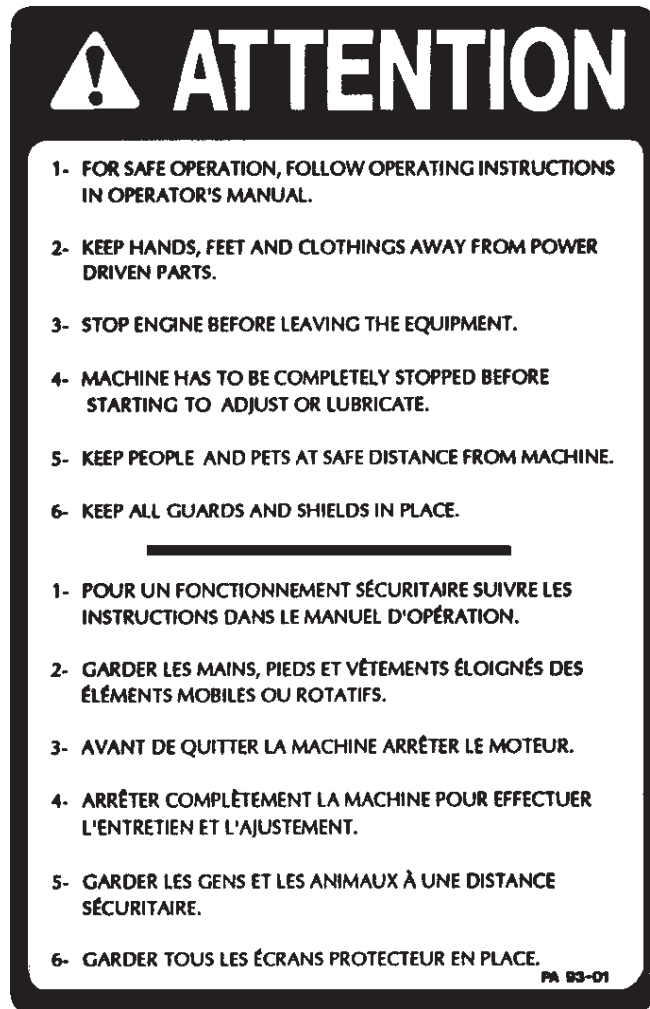 ATTENTION
1- FOR SAFE OPERATION, FOLLOW OPERATING INSTRUCTIONS
IN OPERATOR'S MANUAL.
2- KEEP HANDS, FEET AND CLOTHINGS AWAY FROM POWER
DRIVEN PARTS.
3- STOP ENGINE BEFORE LEAVING THE EQUIPMENT.
4- MACHINE HAS TO BE COMPLETELY STOPPED BEFORE
STARTING TO ADJUST OR LUBRICATE.
5- KEEP PEOPLE AND PETS AT SAFE DISTANCE FROM MACHINE.
6- KEEP ALL GUARDS AND SHIELDS IN PLACE.
1- POUR UN FONCTIONNEMENT SÉCURITAIRE SUIVRE LES
INSTRUCTIONS DANS LE MANUEL D'OPÉRATION.
2- GARDER LES MAINS, PIEDS ET VÊTEMENTS ÉLOIGNÉS DES
ÉLÉMENTS MOBILES OU ROTATIFS.
3- AVANT DE QUITTER LA MACHINE ARRÊTER LE MOTEUR.
4- ARRÊTER COMPLÈTEMENT LA MACHINE POUR EFFECTUER
L'ENTRETIEN ET L'AJUSTEMENT.
5- GARDER LES GENS ET LES ANIMAUX À UNE DISTANCE
SÉCURITAIRE.
6- GARDER TOUS LES ÉCRANS PROTECTEUR EN PLACE.
PA 93-01